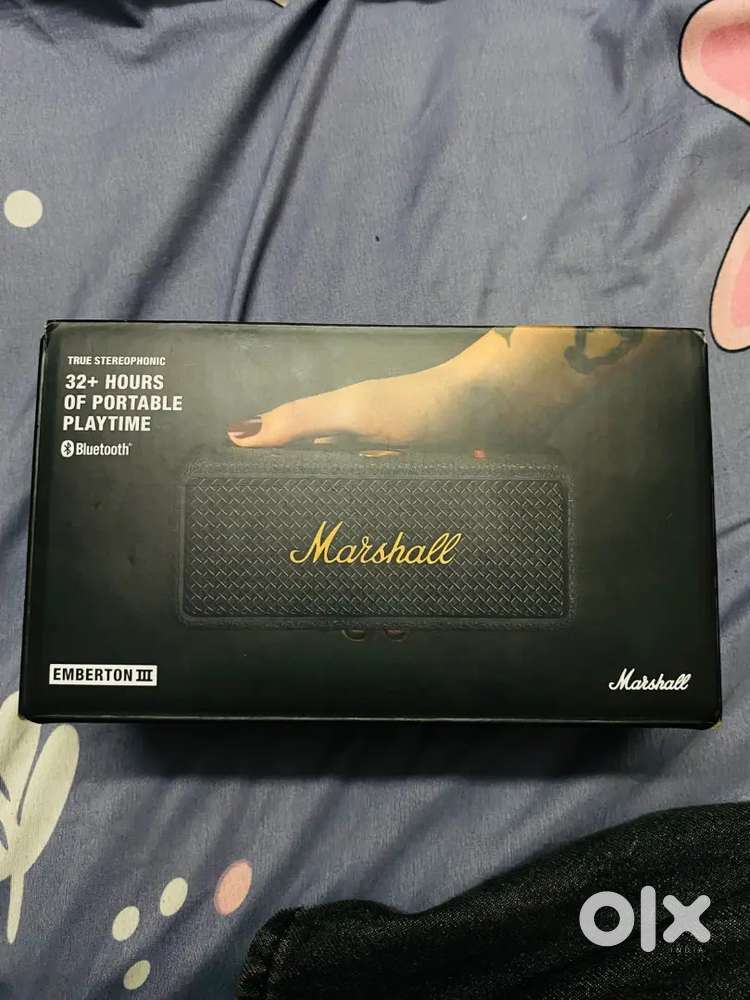 TRUE STEREOPHONIC
32+ HOURS
OF PORTABLE
PLAYTIME
Bluetooth®
Marshall
EMBERTON III
Marshall
olx
INDIA